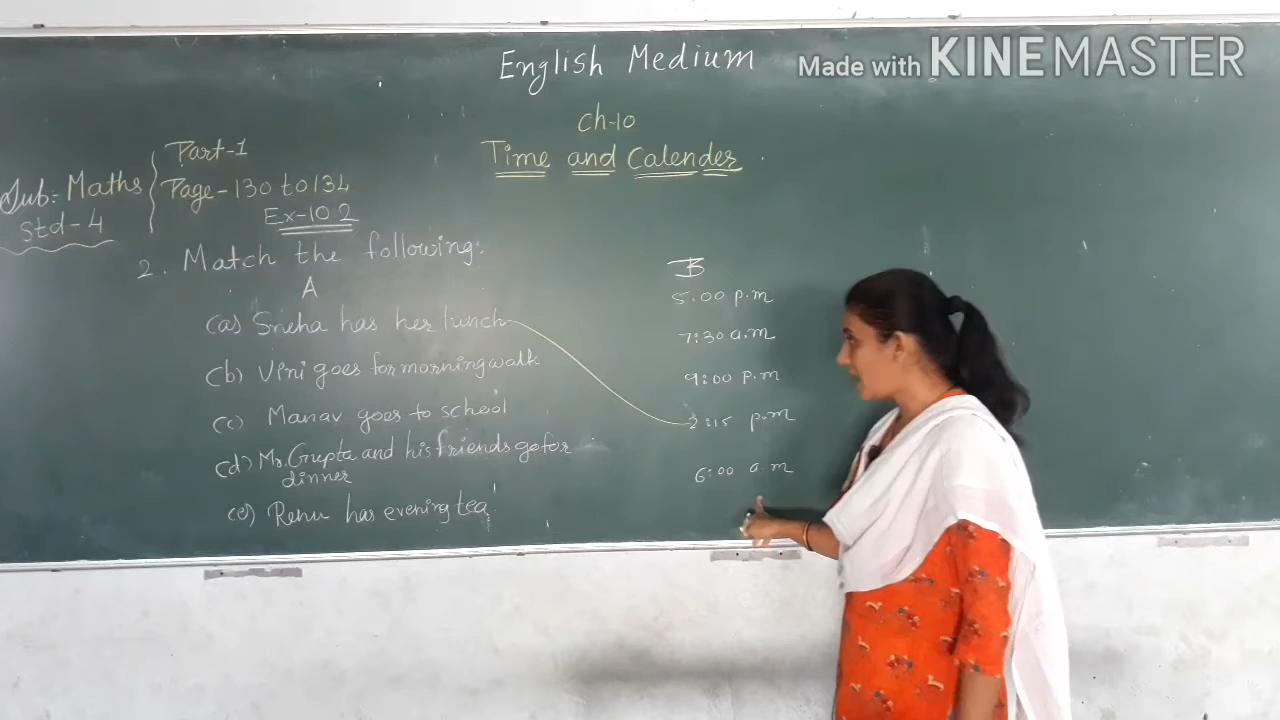 English Medium
Made with KINEMASTER
Ch-10
Time and Calender.
Sub:- Maths
Std-4
Part-1
Page-130 to 134
Ex-10.2
2. Match the following:
A
B
(a) Sneha has her lunch
5.00 p.m
(b) Vini goes for morning walk
7:30 a.m
(c) Manav goes to school
9:00 p.m
(d) Mr. Gupta and his friends go for dinner
2:15 p.m
(e) Renu has evening tea
6:00 a.m